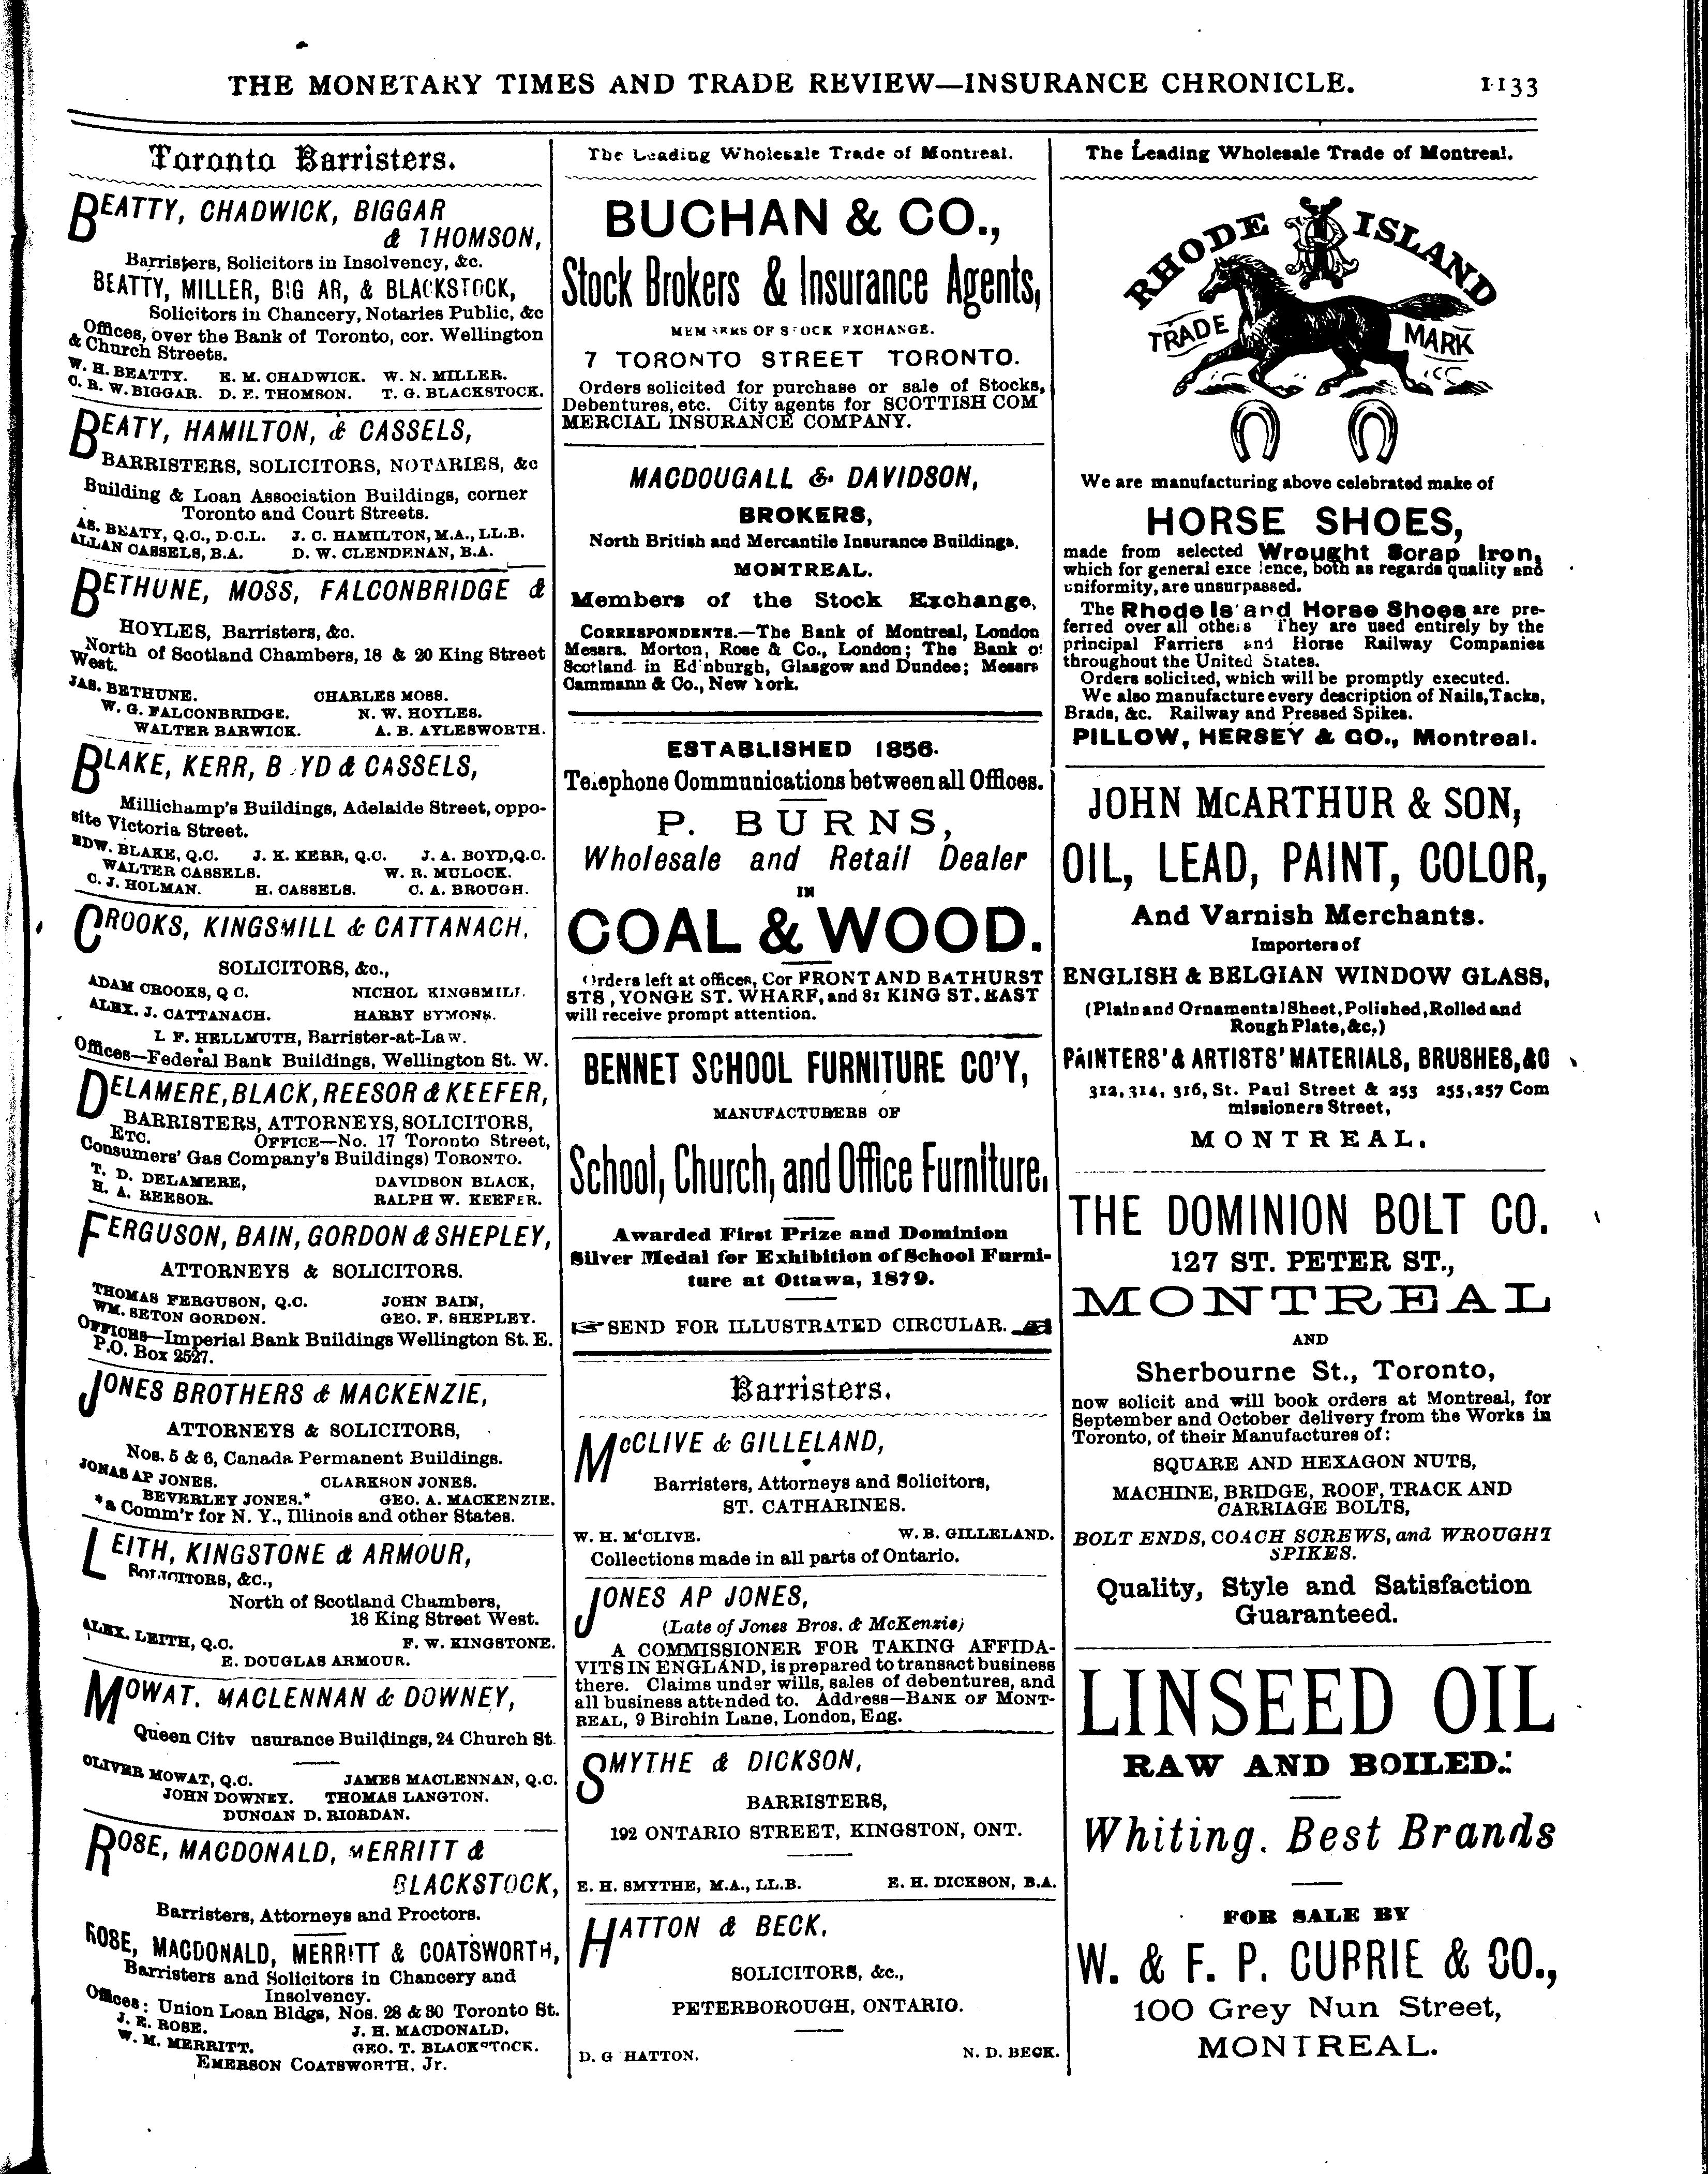 THE MONETARY TIMES AND TRADE REVIEW—INSURANCE CHRONICLE.
1133
Toronto Barristers.
BEATTY, CHADWICK, BIGGAR
& THOMSON,
Barristers, Solicitors in Insolvency, &c.
BEATTY, MILLER, BIG AR, & BLACKSTOCK,
Solicitors in Chancery, Notaries Public, &c
Offices, over the Bank of Toronto, cor. Wellington
& Church Streets.
W. H. BEATTY. E. M. CHADWICK. W. N. MILLER.
C. R. W. BIGGAR. D. E. THOMSON. T. G. BLACKSTOCK.
BEATY, HAMILTON, & CASSELS,
BARRISTERS, SOLICITORS, NOTARIES, &c
Building & Loan Association Buildings, corner
Toronto and Court Streets.
AS. BEATY, Q.C., D.C.L. J. C. HAMILTON, M.A., LL.B.
ALLAN CASSELS, B.A. D. W. CLENDENAN, B.A.
BETHUNE, MOSS, FALCONBRIDGE &
HOYLES, Barristers, &c.
North of Scotland Chambers, 18 & 20 King Street
West.
JAS. BETHUNE. CHARLES MOSS.
W. G. FALCONBRIDGE. N. W. HOYLES.
WALTER BARWICK. A. B. AYLESWORTH.
BLAKE, KERR, B YD & CASSELS,
Millichamp's Buildings, Adelaide Street, oppo-
site Victoria Street.
EDW. BLAKE, Q.C. J. K. KERR, Q.C. J. A. BOYD, Q.C.
WALTER CASSELS. W. R. MULOCK.
C. J. HOLMAN. H. CASSELS. C. A. BROUGH.
CROOKS, KINGSMILL & CATTANACH,
SOLICITORS, &c.,
ADAM CROOKS, Q C. NICHOL KINGSMILL
ALEX. J. CATTANACH. HARRY SYMONS.
I. F. HELLMUTH, Barrister-at-Law.
Offices—Federal Bank Buildings, Wellington St. W.
DELAMERE, BLACK, REESOR & KEEFER,
BARRISTERS, ATTORNEYS, SOLICITORS,
ETC. OFFICE—No. 17 Toronto Street,
Consumers' Gas Company's Buildings) TORONTO.
T. D. DELAMERE, DAVIDSON BLACK,
H. A. REESOR. RALPH W. KEEFER.
FERGUSON, BAIN, GORDON & SHEPLEY,
ATTORNEYS & SOLICITORS.
THOMAS FERGUSON, Q.C. JOHN BAIN,
WM. SETON GORDON. GEO. F. SHEPLEY.
OFFICES—Imperial Bank Buildings Wellington St. E.
P.O. Box 2527.
JONES BROTHERS & MACKENZIE,
ATTORNEYS & SOLICITORS,
Nos. 5 & 6, Canada Permanent Buildings.
JONAS AP JONES. CLARKSON JONES.
BEVERLEY JONES.* GEO. A. MACKENZIE.
*a Comm'r for N. Y., Illinois and other States.
LEITH, KINGSTONE & ARMOUR,
SOLICITORS, &C.,
North of Scotland Chambers,
18 King Street West.
ALEX. LEITH, Q.C. F. W. KINGSTONE.
E. DOUGLAS ARMOUR.
MOWAT, MACLENNAN & DOWNEY,
Queen City nsurance Buildings, 24 Church St.
OLIVER MOWAT, Q.C. JAMES MACLENNAN, Q.C.
JOHN DOWNEY. THOMAS LANGTON.
DUNCAN D. RIORDAN.
ROSE, MACDONALD, MERRITT &
BLACKSTOCK,
Barristers, Attorneys and Proctors.
ROSE, MACDONALD, MERRITT & COATSWORTH,
Barristers and Solicitors in Chancery and
Insolvency.
Offices: Union Loan Bldgs, Nos. 28 & 30 Toronto St.
J. E. ROSE. J. H. MACDONALD.
W. M. MERRITT. GEO. T. BLACKSTOCK.
EMERSON COATSWORTH, Jr.
The Leading Wholesale Trade of Montreal.
BUCHAN & CO.,
Stock Brokers & Insurance Agents,
MEMBERS OF STOCK EXCHANGE.
7 TORONTO STREET TORONTO.
Orders solicited for purchase or sale of Stocks,
Debentures, etc. City agents for SCOTTISH COM
MERCIAL INSURANCE COMPANY.
MACDOUGALL & DAVIDSON,
BROKERS,
North British and Mercantile Insurance Buildings,
MONTREAL.
Members of the Stock Exchange,
CORRESPONDENTS.—The Bank of Montreal, London
Messrs. Morton, Rose & Co., London; The Bank of
Scotland in Edinburgh, Glasgow and Dundee; Messrs
Cammann & Co., New York.
ESTABLISHED 1856.
Telephone Communications between all Offices.
P. BURNS,
Wholesale and Retail Dealer
IN
COAL & WOOD.
Orders left at offices, Cor FRONT AND BATHURST
STS, YONGE ST. WHARF, and 81 KING ST. EAST
will receive prompt attention.
BENNET SCHOOL FURNITURE CO'Y,
MANUFACTURERS OF
School, Church, and Office Furniture.
Awarded First Prize and Dominion
Silver Medal for Exhibition of School Furni-
ture at Ottawa, 1879.
☞SEND FOR ILLUSTRATED CIRCULAR.
Barristers.
McCLIVE & GILLELAND,
Barristers, Attorneys and Solicitors,
ST. CATHARINES.
W. H. M'CLIVE. W. B. GILLELAND.
Collections made in all parts of Ontario.
JONES AP JONES,
(Late of Jones Bros. & McKenzie)
A COMMISSIONER FOR TAKING AFFIDA-
VITS IN ENGLAND, is prepared to transact business
there. Claims under wills, sales of debentures, and
all business attended to. Address—BANK OF MONT-
REAL, 9 Birchin Lane, London, Eng.
SMYTHE & DICKSON,
BARRISTERS,
192 ONTARIO STREET, KINGSTON, ONT.
E. H. SMYTHE, M.A., LL.B. E. H. DICKSON, B.A.
HATTON & BECK,
SOLICITORS, &c.,
PETERBOROUGH, ONTARIO.
D. G HATTON. N. D. BECK.
The Leading Wholesale Trade of Montreal.
RHODE ISLAND
TRADE MARK
We are manufacturing above celebrated make of
HORSE SHOES,
made from selected Wrought Scrap Iron,
which for general exce lence, both as regards quality and
uniformity, are unsurpassed.
The Rhode Is and Horse Shoes are pre-
ferred over all others They are used entirely by the
principal Farriers and Horse Railway Companies
throughout the United States.
Orders solicited, which will be promptly executed.
We also manufacture every description of Nails, Tacks,
Brads, &c. Railway and Pressed Spikes.
PILLOW, HERSEY & CO., Montreal.
JOHN McARTHUR & SON,
OIL, LEAD, PAINT, COLOR,
And Varnish Merchants.
Importers of
ENGLISH & BELGIAN WINDOW GLASS,
(Plain and Ornamental Sheet, Polished, Rolled and
Rough Plate, &c,)
PAINTERS' & ARTISTS' MATERIALS, BRUSHES, &C
312, 314, 316, St. Paul Street & 253 255, 257 Com
missioners Street,
MONTREAL.
THE DOMINION BOLT CO.
127 ST. PETER ST.,
MONTREAL
AND
Sherbourne St., Toronto,
now solicit and will book orders at Montreal, for
September and October delivery from the Works in
Toronto, of their Manufactures of:
SQUARE AND HEXAGON NUTS,
MACHINE, BRIDGE, ROOF, TRACK AND
CARRIAGE BOLTS,
BOLT ENDS, COACH SCREWS, and WROUGHT
SPIKES.
Quality, Style and Satisfaction
Guaranteed.
LINSEED OIL
RAW AND BOILED.
Whiting. Best Brands
FOR SALE BY
W. & F. P. CURRIE & CO.,
100 Grey Nun Street,
MONTREAL.